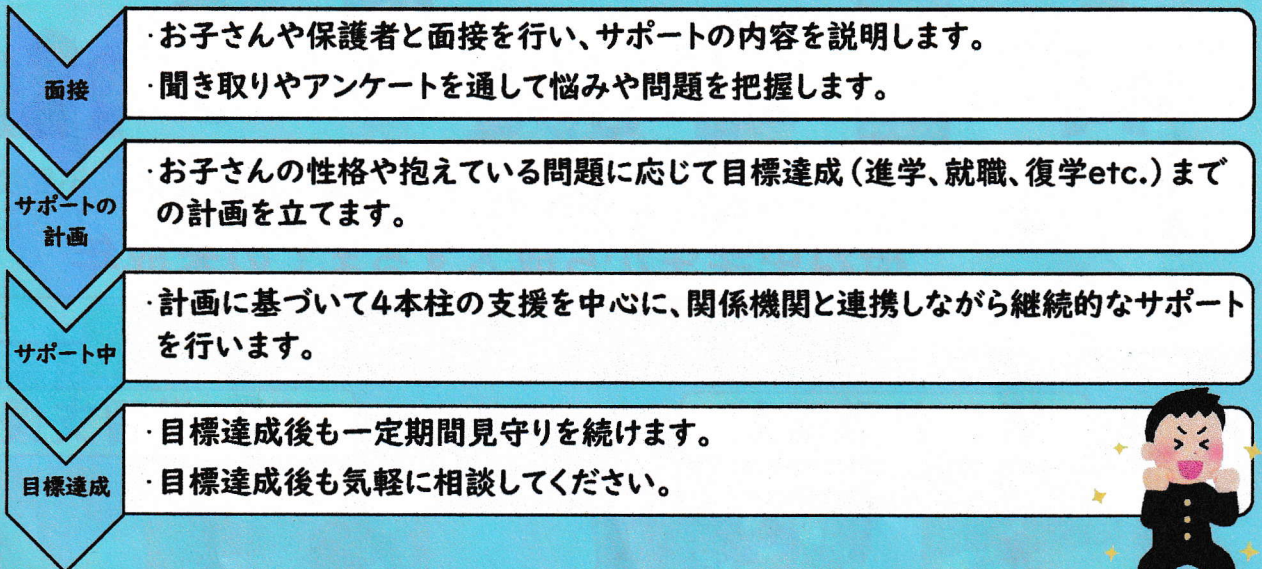 面接
・お子さんや保護者と面接を行い、サポートの内容を説明します。
・聞き取りやアンケートを通して悩みや問題を把握します。
サポートの
計画
・お子さんの性格や抱えている問題に応じて目標達成(進学、就職、復学etc.)まで
の計画を立てます。
サポート中
・計画に基づいて4本柱の支援を中心に、関係機関と連携しながら継続的なサポート
を行います。
目標達成
・目標達成後も一定期間見守りを続けます。
・目標達成後も気軽に相談してください。